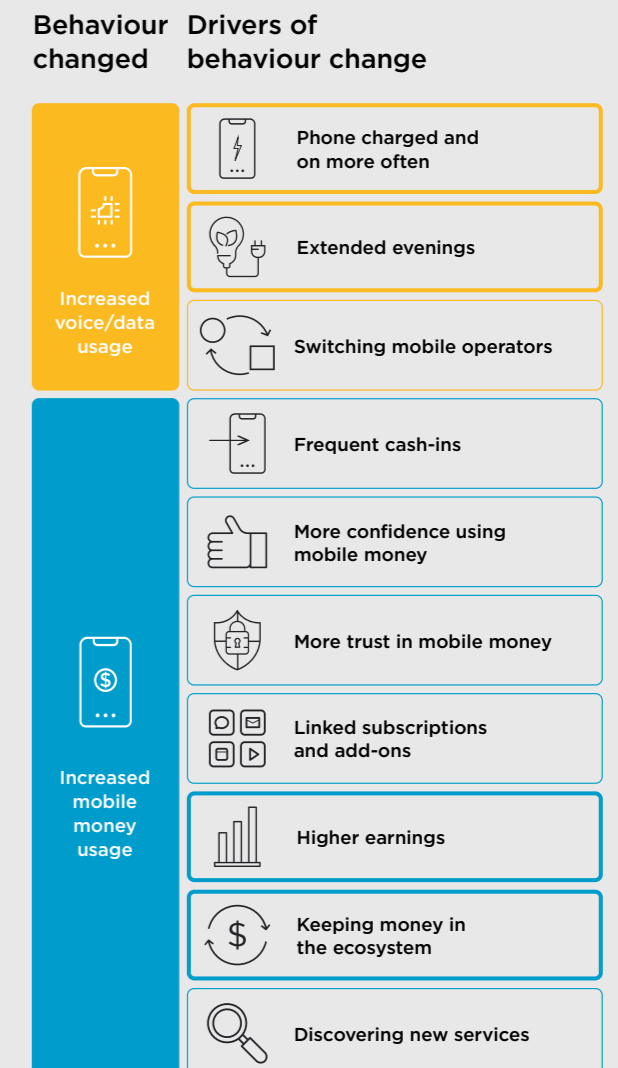 Behaviour changed
Drivers of behaviour change
Increased
voice/data
usage
Phone charged and
on more often
Extended evenings
Switching mobile operators
Increased
mobile
money
usage
Frequent cash-ins
More confidence using
mobile money
More trust in mobile money
Linked subscriptions
and add-ons
Higher earnings
Keeping money in
the ecosystem
Discovering new services